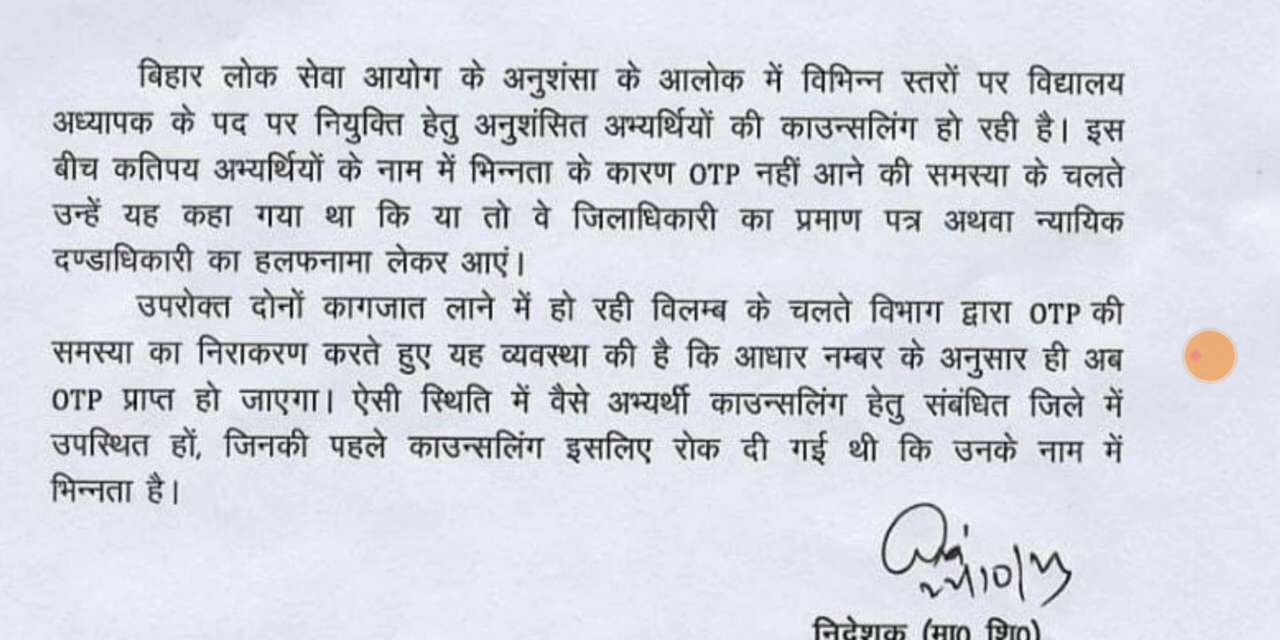 बिहार लोक सेवा आयोग के अनुशंसा के आलोक में विभिन्न स्तरों पर विद्यालय
अध्यापक के पद पर नियुक्ति हेतु अनुशंसित अभ्यर्थियों की काउन्सलिंग हो रही है। इस
बीच कतिपय अभ्यर्थियों के नाम में भिन्नता के कारण OTP नहीं आने की समस्या के चलते
उन्हें यह कहा गया था कि या तो वे जिलाधिकारी का प्रमाण पत्र अथवा न्यायिक
दण्डाधिकारी का हलफनामा लेकर आएं।
उपरोक्त दोनों कागजात लाने में हो रही विलम्ब के चलते विभाग द्वारा OTP की
समस्या का निराकरण करते हुए यह व्यवस्था की है कि आधार नम्बर के अनुसार ही अब
OTP प्राप्त हो जाएगा। ऐसी स्थिति में वैसे अभ्यर्थी काउन्सलिंग हेतु संबंधित जिले में
उपस्थित हों, जिनकी पहले काउन्सलिंग इसलिए रोक दी गई थी कि उनके नाम में
भिन्नता है।
निदेशक (मा0 शि0)